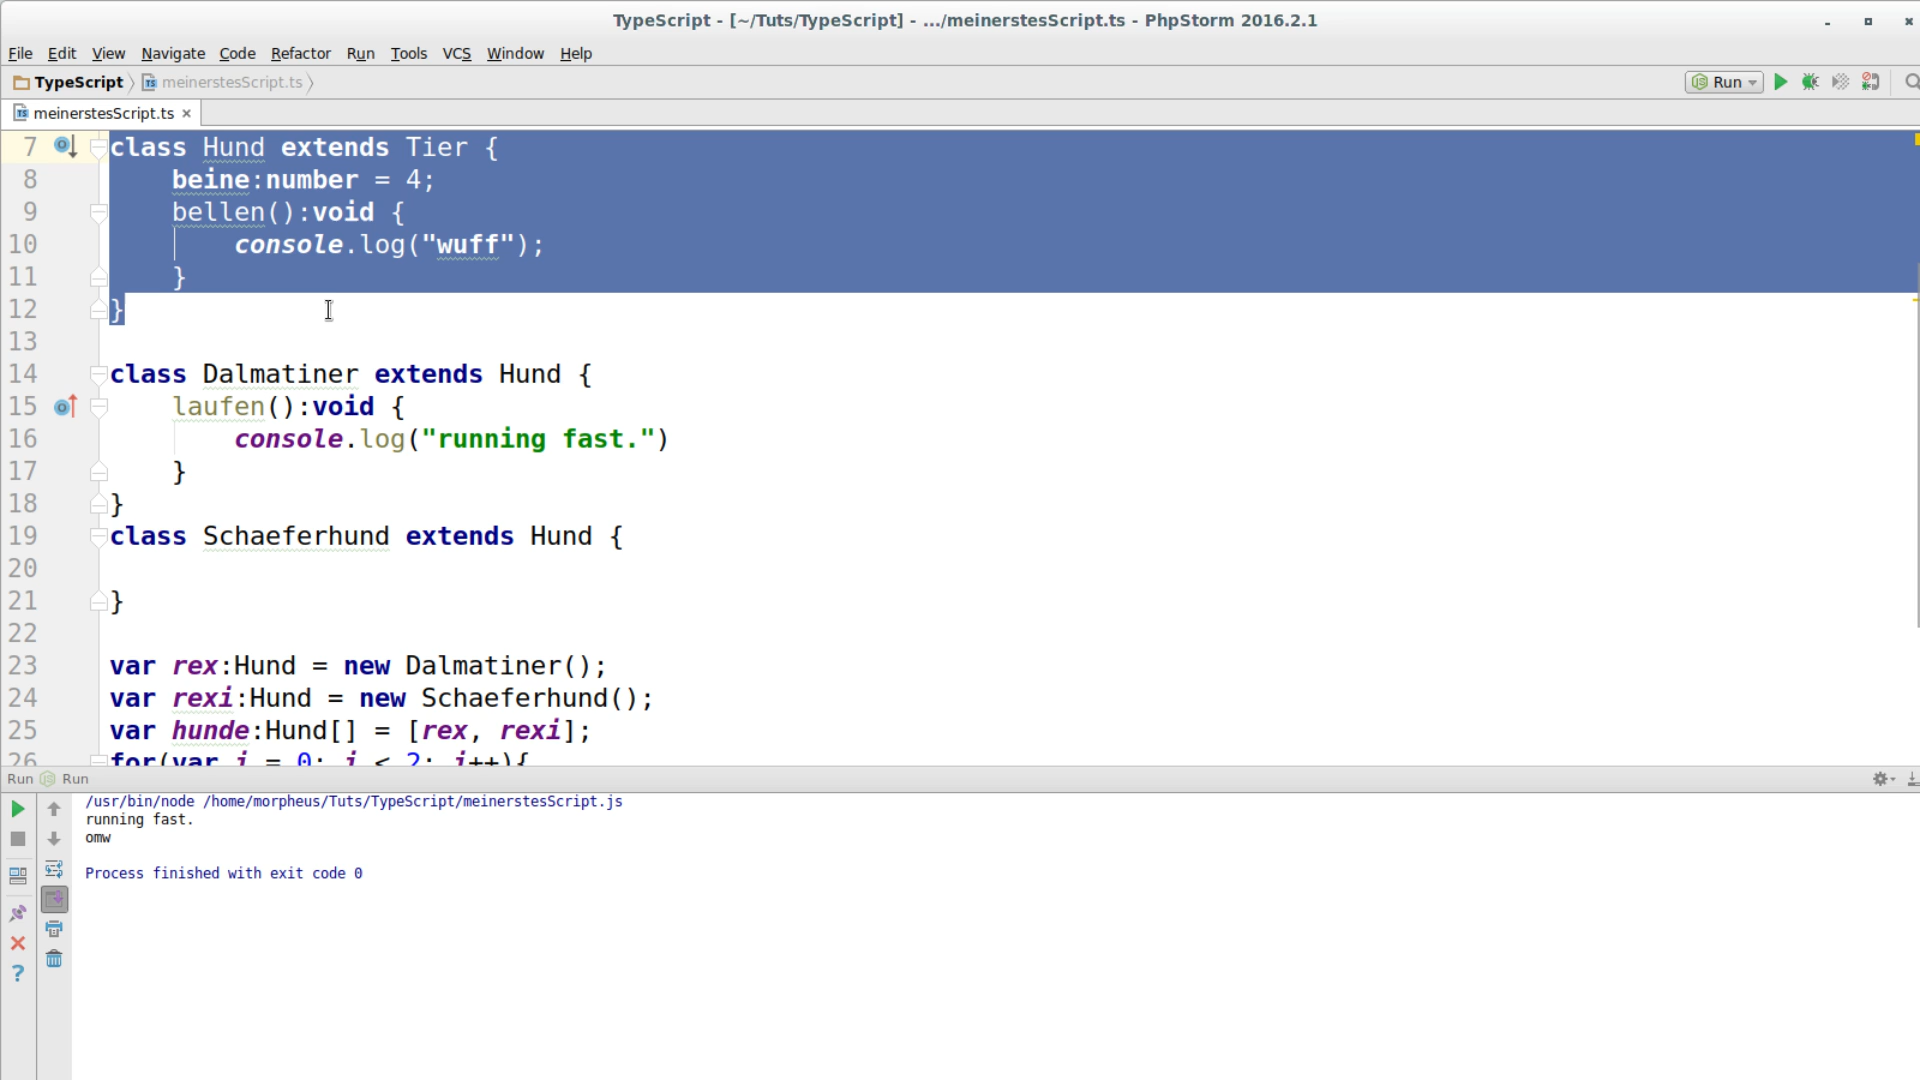 TypeScript - [~/Tuts/TypeScript] - .../meinerstesScript.ts - PhpStorm 2016.2.1
File Edit View Navigate Code Refactor Run Tools VCS Window Help
TypeScript meinerstesScript.ts Run
meinerstesScript.ts
7 class Hund extends Tier {
8 beine:number = 4;
9 bellen():void {
10 console.log("wuff");
11 }
12 }
13
14 class Dalmatiner extends Hund {
15 laufen():void {
16 console.log("running fast.")
17 }
18 }
19 class Schaeferhund extends Hund {
20
21 }
22
23 var rex:Hund = new Dalmatiner();
24 var rexi:Hund = new Schaeferhund();
25 var hunde:Hund[] = [rex, rexi];
26 for(var i = 0; i < 2; i++){
Run Run
/usr/bin/node /home/morpheus/Tuts/TypeScript/meinerstesScript.js
running fast.
omw
Process finished with exit code 0